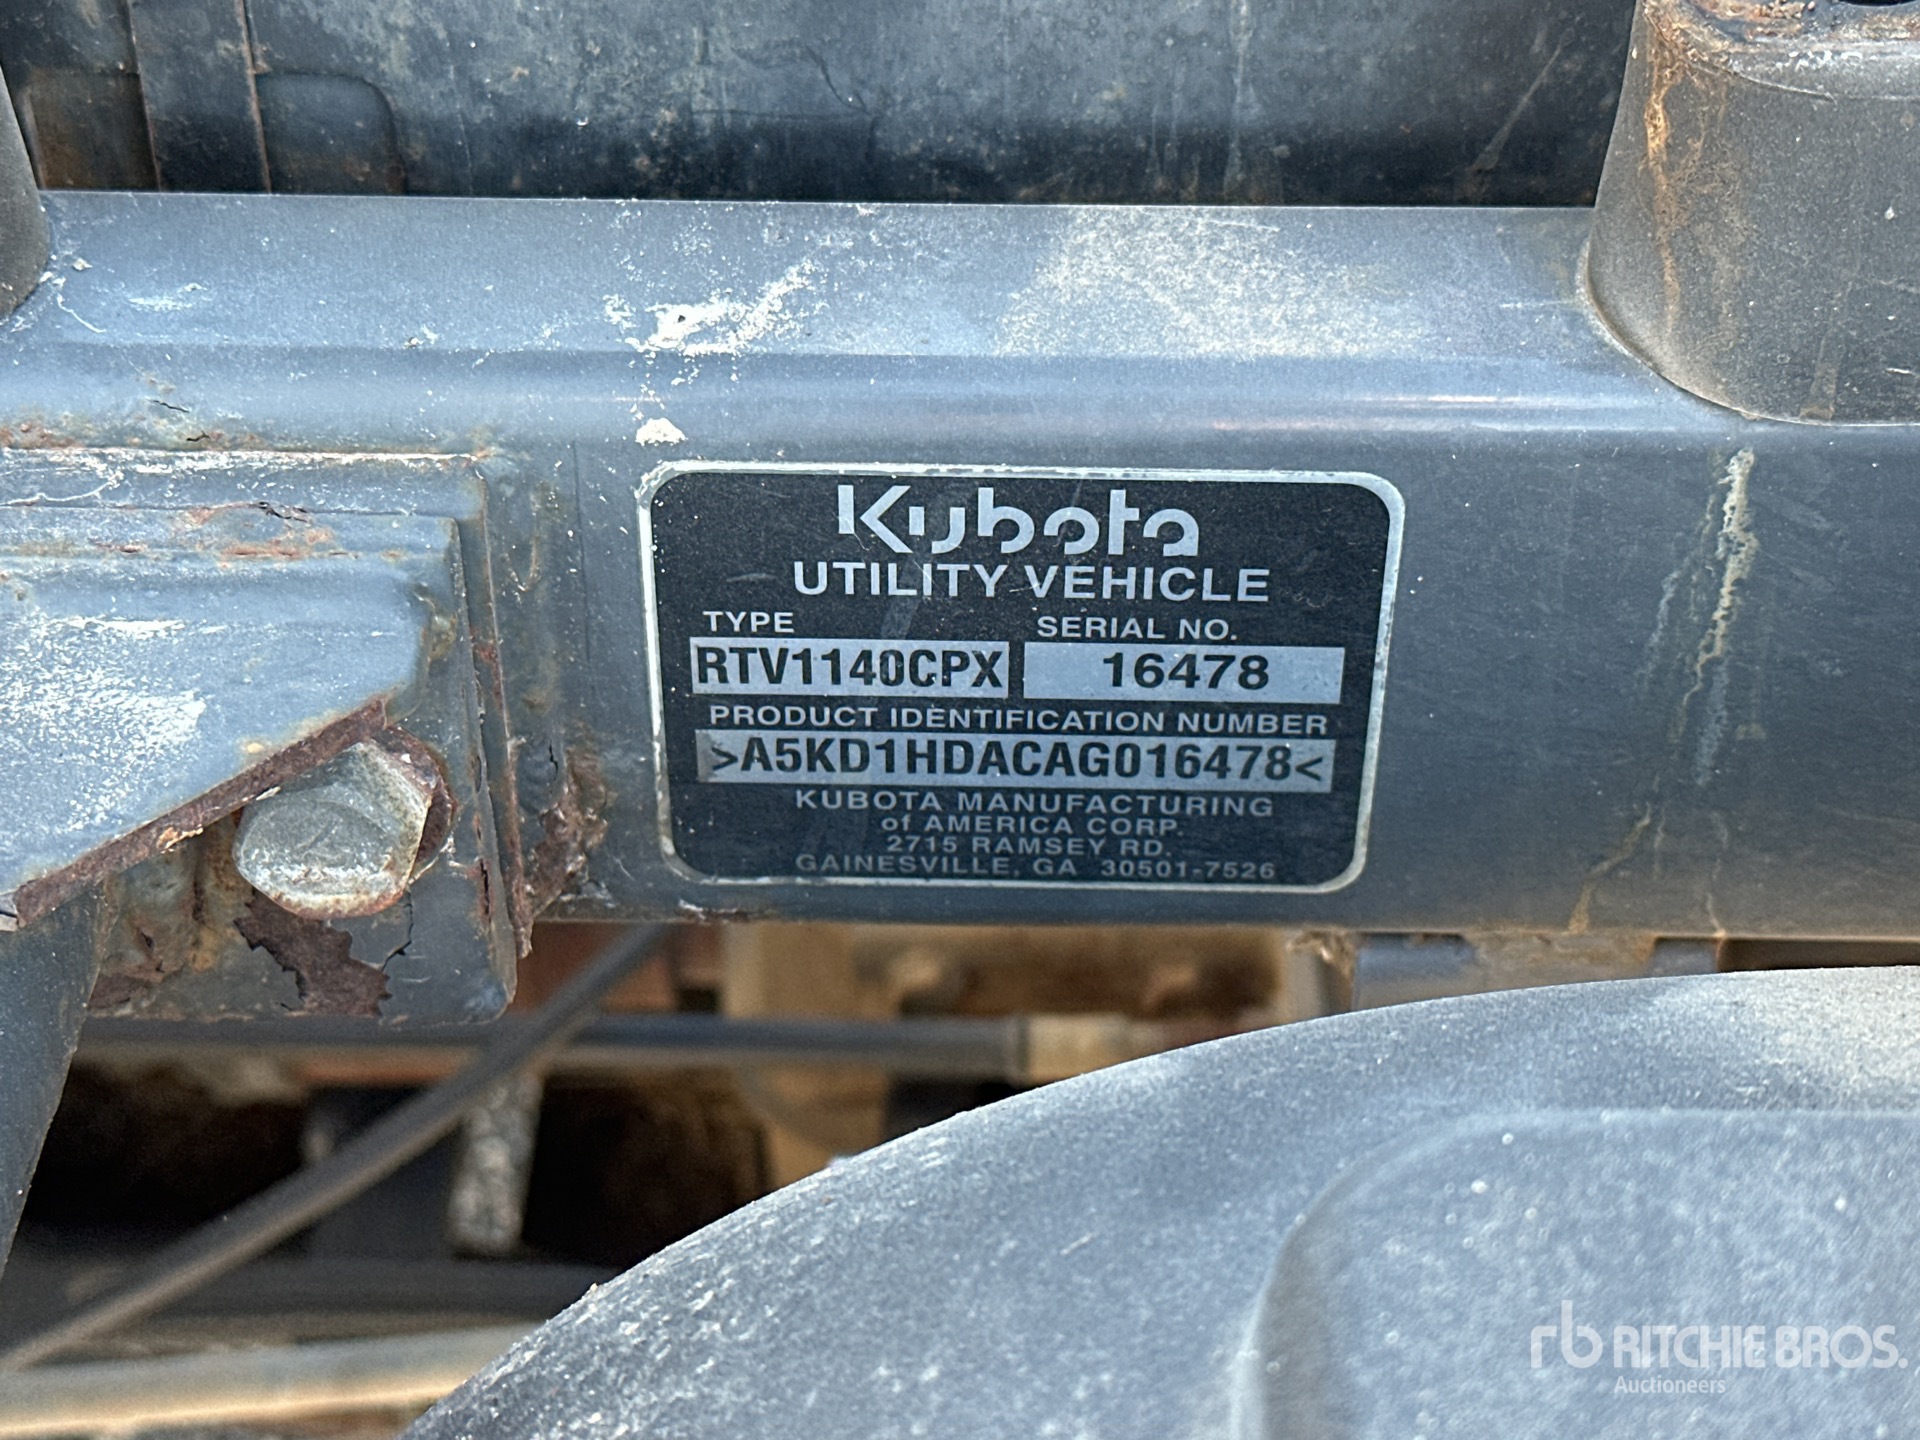 Kubota
UTILITY VEHICLE
TYPE SERIAL NO.
RTV1140CPX 16478
PRODUCT IDENTIFICATION NUMBER
>A5KD1HDACAG016478<
KUBOTA MANUFACTURING
of AMERICA CORP.
2715 RAMSEY RD.
GAINESVILLE, GA 30501-7526
rb RITCHIE BROS.
Auctioneers